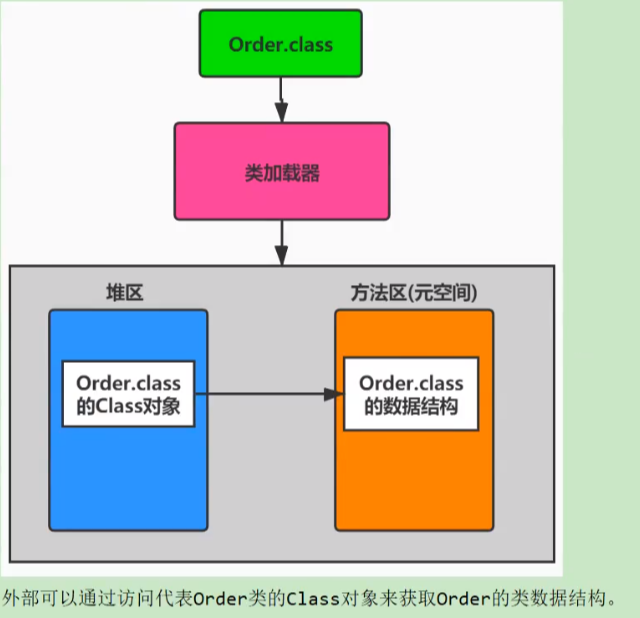 Order.class
类加载器
堆区
方法区(元空间)
Order.class
的Class对象
Order.class
的数据结构
外部可以通过访问代表Order类的Class对象来获取Order的类数据结构。